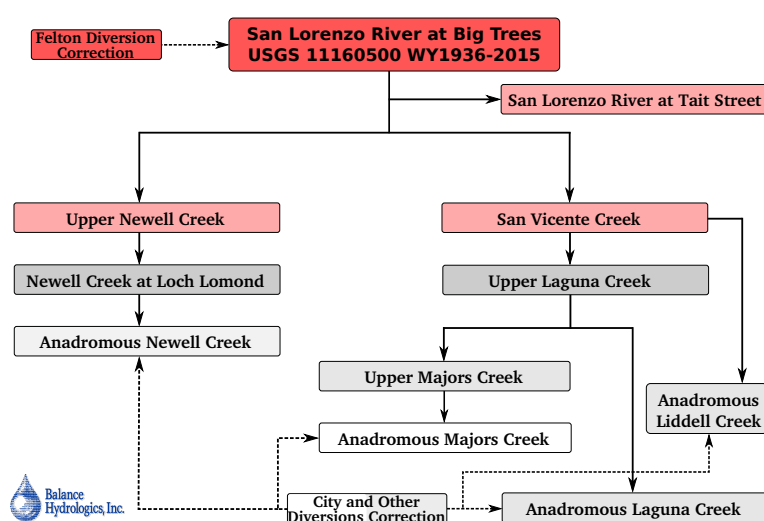 Felton Diversion
Correction
San Lorenzo River at Big Trees
USGS 11160500 WY1936-2015
San Lorenzo River at Tait Street
Upper Newell Creek
San Vicente Creek
Newell Creek at Loch Lomond
Upper Laguna Creek
Anadromous Newell Creek
Upper Majors Creek
Anadromous
Liddell Creek
Anadromous Majors Creek
City and Other
Diversions Correction
Anadromous Laguna Creek
Balance
Hydrologics, Inc.